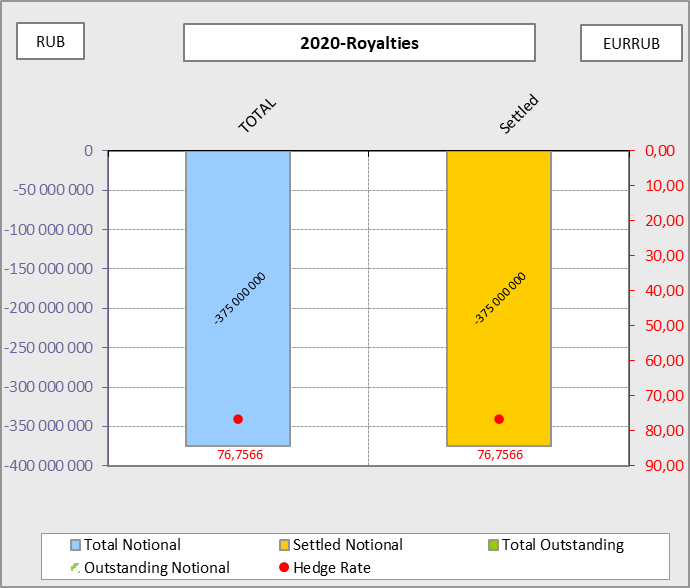 RUB
2020-Royalties
EURRUB
TOTAL
Settled
0
-50 000 000
-100 000 000
-150 000 000
-200 000 000
-250 000 000
-300 000 000
-350 000 000
-400 000 000
-375 000 000
-375 000 000
76,7566
76,7566
0,00
10,00
20,00
30,00
40,00
50,00
60,00
70,00
80,00
90,00
Total Notional
Settled Notional
Total Outstanding
Outstanding Notional
Hedge Rate